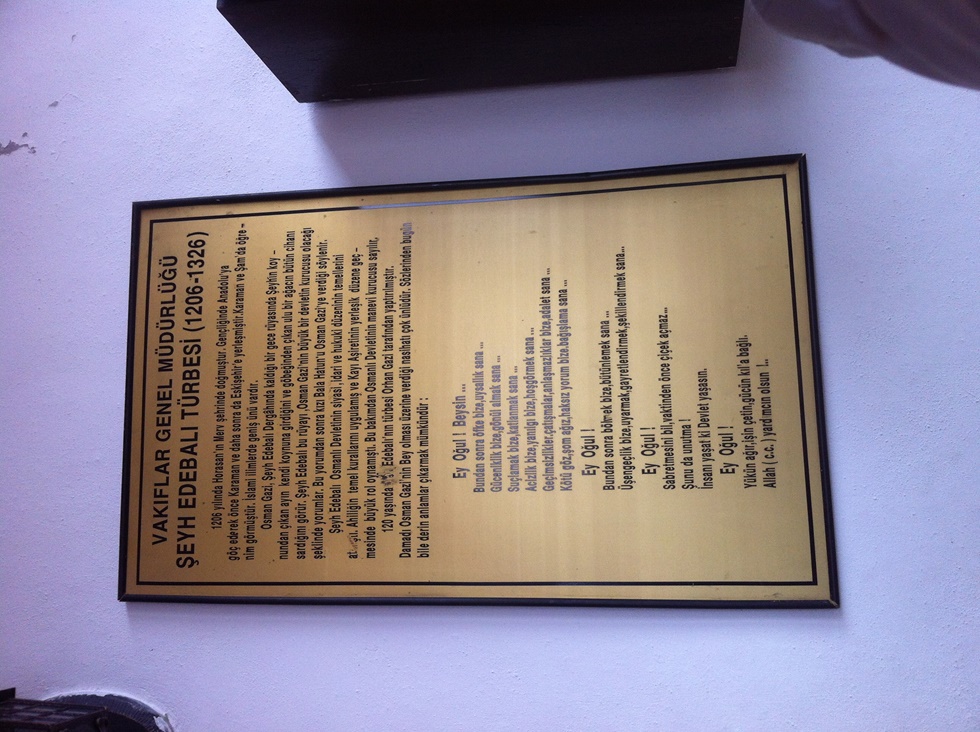 VAKIFLAR GENEL MÜDÜRLÜĞÜ
ŞEYH EDEBALI TÜRBESİ (1206-1326)
1206 yılında Horasan'ın Merv şehrinde doğmuştur. Gençliğinde Anadolu'ya
göç ederek önce Karaman ve daha sonra da Eskişehir'e yerleşmiştir.Karaman ve Şam'da öğre -
nim görmüştür. İslami ilimlerde geniş ünü vardır.
Osman Gazi, Şeyh Edebali Dergâhında kaldığı bir gece rüyasında Şeyhin koy -
nundan çıkan ayın kendi koynuna girdiğini ve göbeğinden çıkan ulu bir ağacın bütün cihanı
sardığını görür. Şeyh Edebali bu rüyayı ,Osman Gazi'nin büyük bir devletin kurucusu olacağı
şeklinde yorumlar. Bu yorumdan sonra kızı Bala Hatun'u Osman Gazi'ye verdiği söylenir.
Şeyh Edebali Osmanlı Devletinin siyasi ,idari ve hukuki düzeninin temellerini
Ahiliğin temel kurallarını uygulamış ve Kayı Aşiretinin yerleşik düzene geç -
mesinde büyük rol oynamıştı. Bu bakımdan Osmanlı Devletinin manevi kurucusu sayılır,
120 yaşında Edebali'nin türbesi Orhan Gazi tarafından yaptırılmıştır.
Damadı Osman Gazi'nin Bey olması üzerine verdiği nasihatı çok ünlüdür. Sözlerinden bugün
bile derin anlamlar çıkarmak mümkündür :
Ey Oğul ! Beysin ...
Bundan sonra öfke bize,uysallık sana ...
Güceniklik bize,gönül almak sana ...
Suçlamak bize,katlanmak sana ...
Acizlik bize,yanılgı bize,hoşgörmek sana ...
Geçimsizlikler,çatışmalar,anlaşmazlıklar bize,adalet sana ...
Kötü göz,şom ağız,haksız yorum bize,bağışlama sana ...
Ey Oğul !
Bundan sonra bölmek bize,bütünlemek sana ...
Üşengeçlik bize,uyarmak,gayretlendirmek,şekillendirmek sana...
Ey Oğul !
Sabretmesini bil,vaktinden önce çiçek açmaz...
Şunu da unutma !
İnsanı yaşat ki Devlet yaşasın.
Ey Oğul !
Yükün ağır,işin çetin,gücün kıl'a bağlı.
Allah ( c.c. ) yardımcın olsun !..